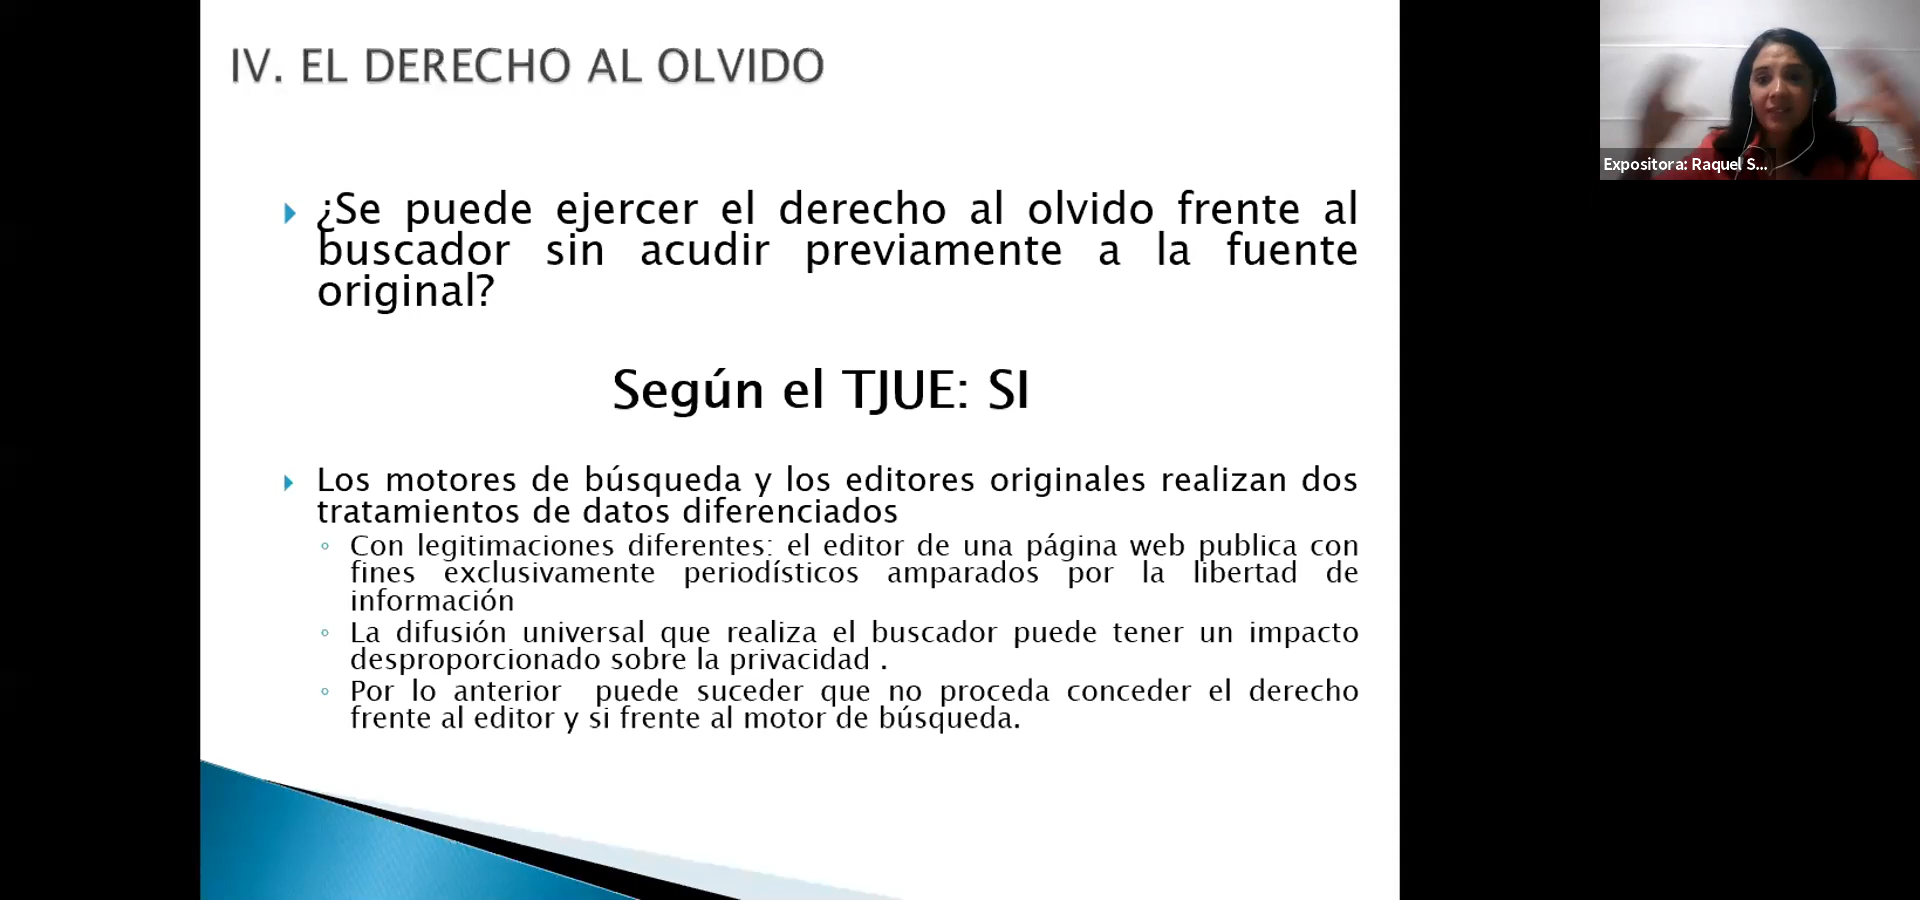 IV. EL DERECHO AL OLVIDO
¿Se puede ejercer el derecho al olvido frente al
buscador sin acudir previamente a la fuente
original?
Según el TJUE: SI
Los motores de búsqueda y los editores originales realizan dos
tratamientos de datos diferenciados
Con legitimaciones diferentes: el editor de una página web publica con
fines exclusivamente periodísticos amparados por la libertad de
información
La difusión universal que realiza el buscador puede tener un impacto
desproporcionado sobre la privacidad .
Por lo anterior  puede suceder que no proceda conceder el derecho
frente al editor y si frente al motor de búsqueda.
Expositora: Raquel S...